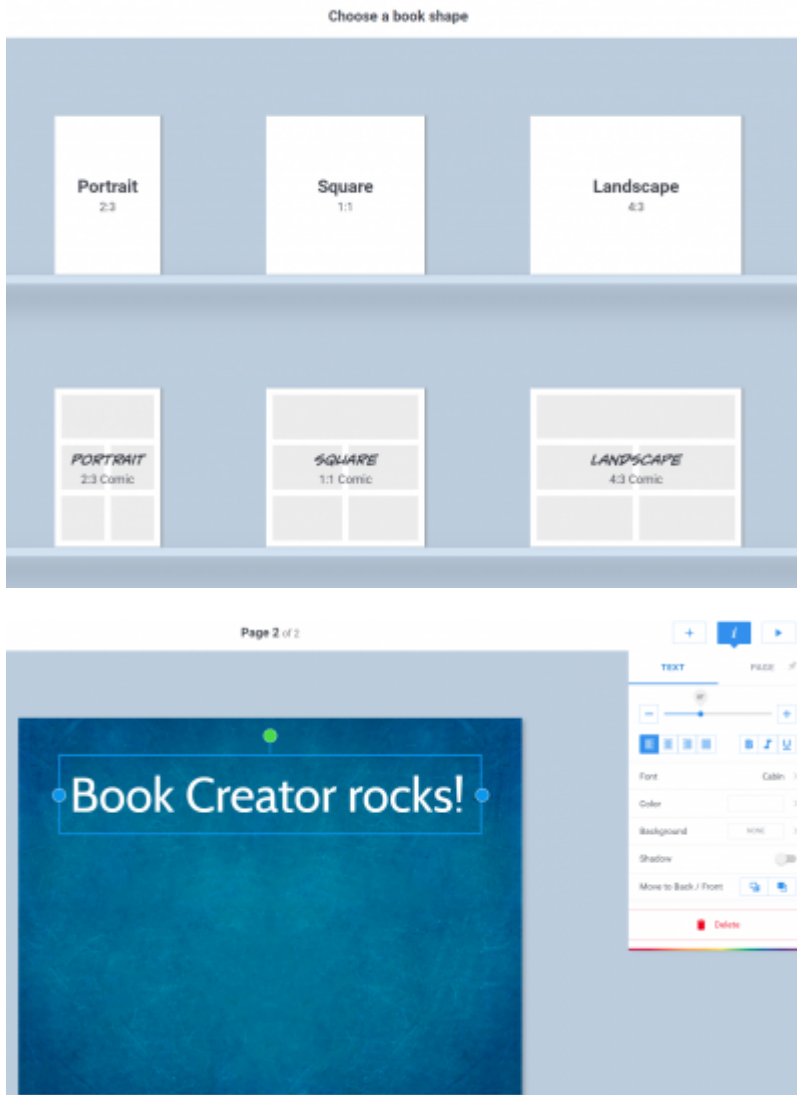 Choose a book shape
Portrait
2:3
Square
1:1
Landscape
4:3
PORTRAIT
2:3 Comic
SQUARE
1:1 Comic
LANDSCAPE
4:3 Comic
Page 2 of 2
TEXT PAGE
B I U
Book Creator rocks!
Font Cabin
Color
Background NONE
Shadow
Move to Back / Front
Delete